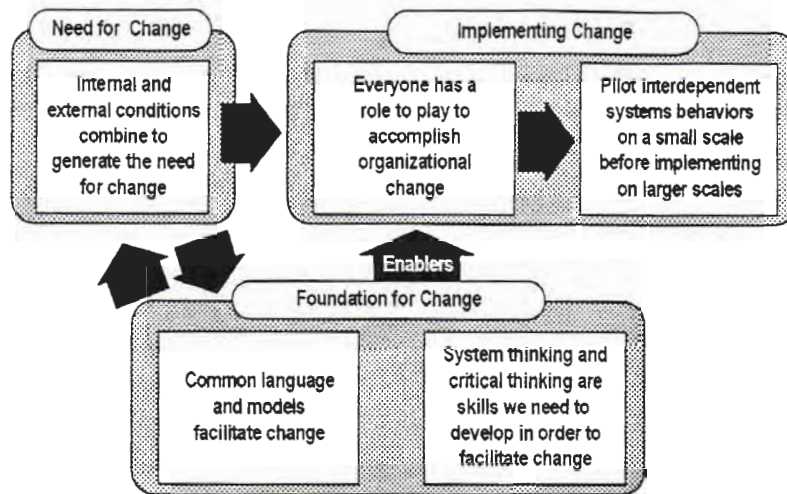 Need for Change
Internal and
external conditions
combine to
generate the need
for change
Implementing Change
Everyone has a
role to play to
accomplish
organizational
change
Pilot interdependent
systems behaviors
on a small scale
before implementing
on larger scales
Enablers
Foundation for Change
Common language
and models
facilitate change
System thinking and
critical thinking are
skills we need to
develop in order to
facilitate change